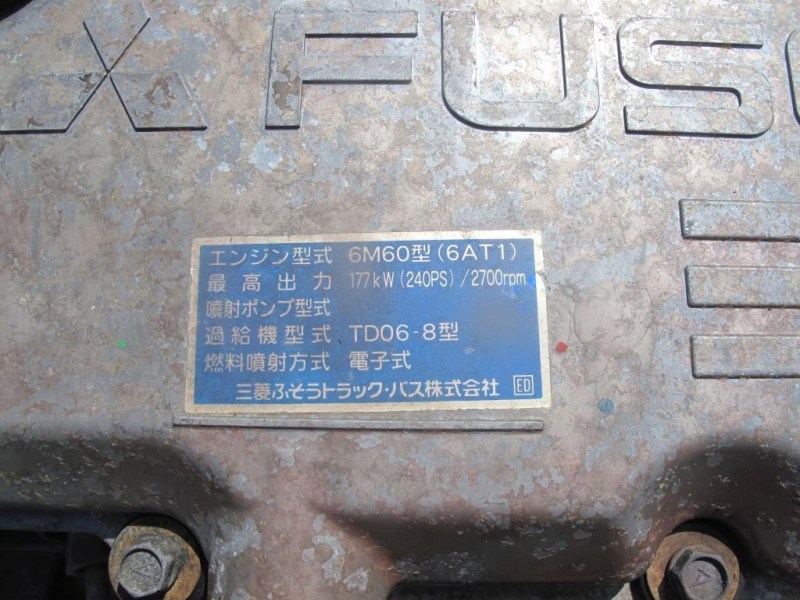 FUSO
エンジン型式 6M60型(6AT1)
最高出力 177kW(240PS)/2700rpm
噴射ポンプ型式
過給機型式 TD06-8型
燃料噴射方式 電子式
三菱ふそうトラック・バス株式会社 ED